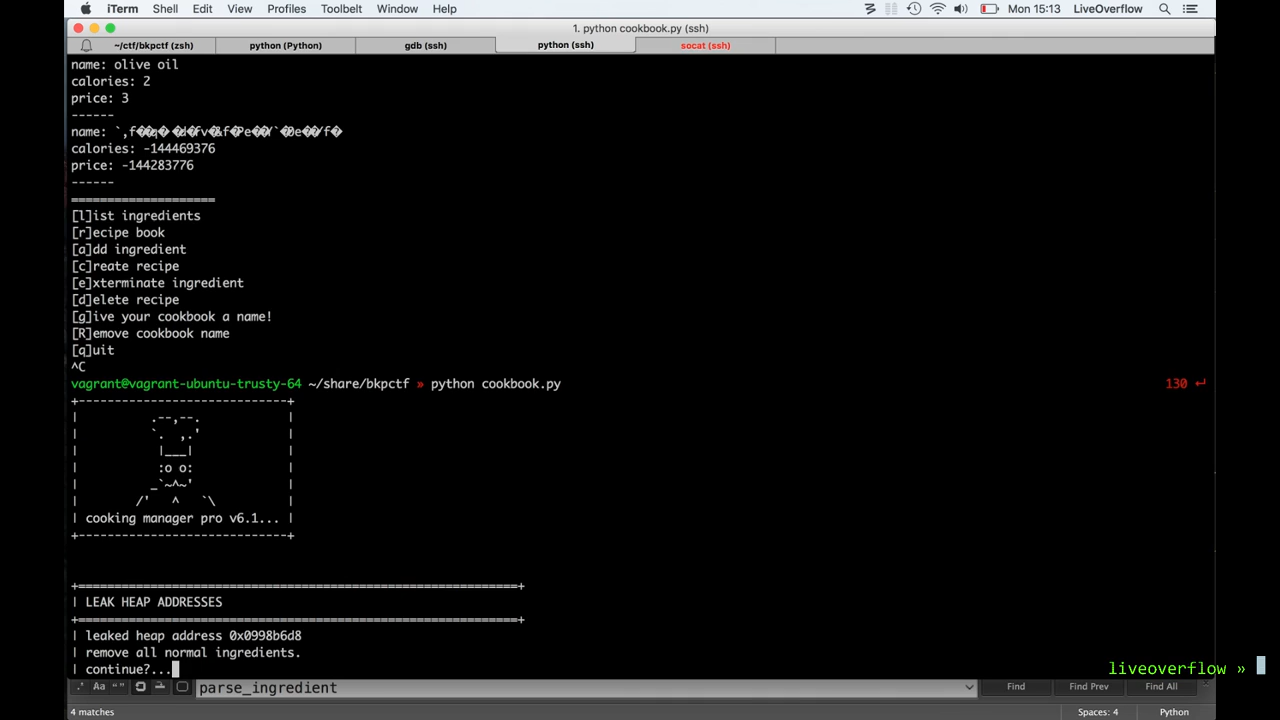 iTerm Shell Edit View Profiles Toolbelt Window Help Mon 15:13 LiveOverflow
1. python cookbook.py (ssh)
~/ctf/bkpctf (zsh) python (Python) gdb (ssh) python (ssh) socat (ssh)
name: olive oil
calories: 2
price: 3
------
name:
calories: -144469376
price: -144283776
------
====================
[l]ist ingredients
[r]ecipe book
[a]dd ingredient
[c]reate recipe
[e]xterminate ingredient
[d]elete recipe
[g]ive your cookbook a name!
[R]emove cookbook name
[q]uit
^C
vagrant@vagrant-ubuntu-trusty-64 ~/share/bkpctf » python cookbook.py 130 ↵
| cooking manager pro v6.1... |
| LEAK HEAP ADDRESSES
| leaked heap address 0x0998b6d8
| remove all normal ingredients.
| continue?...
liveoverflow »
.* Aa “” parse_ingredient Find Find Prev Find All
4 matches Spaces: 4 Python